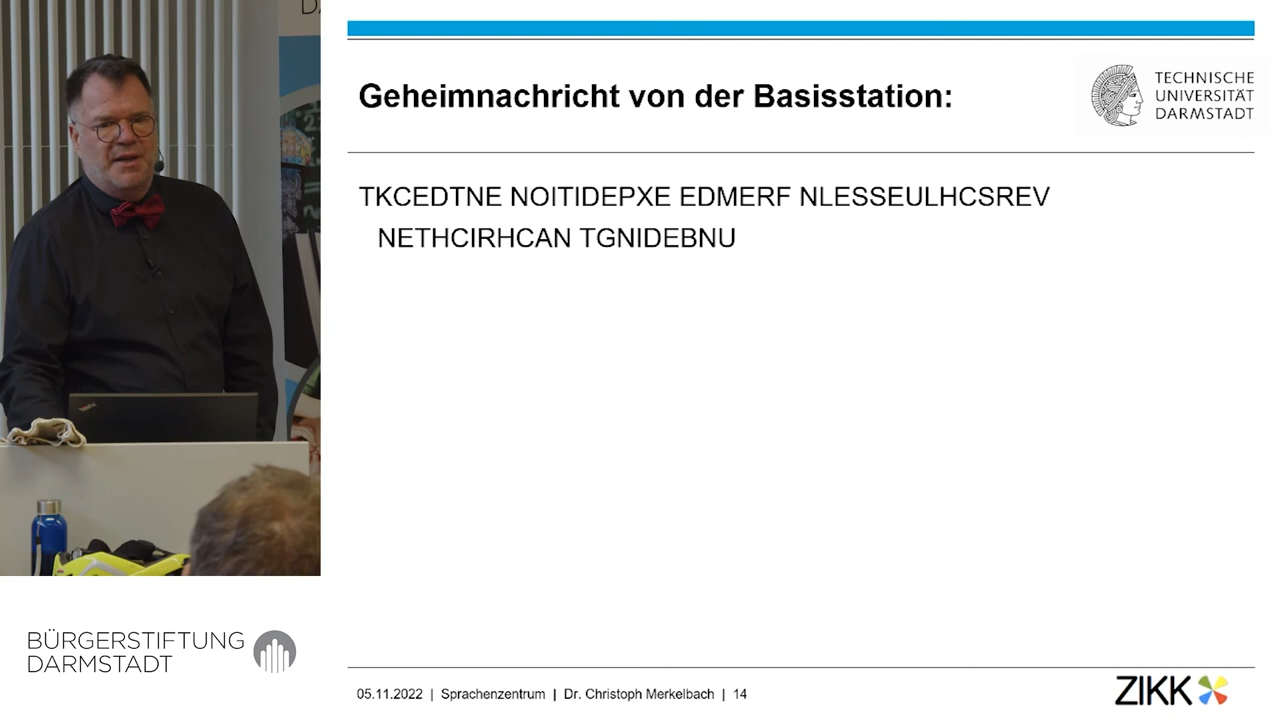 Geheimnachricht von der Basisstation:
TECHNISCHE
UNIVERSITÄT
DARMSTADT
TKCEDTNE NOITIDEPXE EDMERF NLESSEULHCSREV
NETHCIRHCAN TGNIDEBNU
BÜRGERSTIFTUNG
DARMSTADT
05.11.2022 | Sprachenzentrum | Dr. Christoph Merkelbach | 14
ZIKK